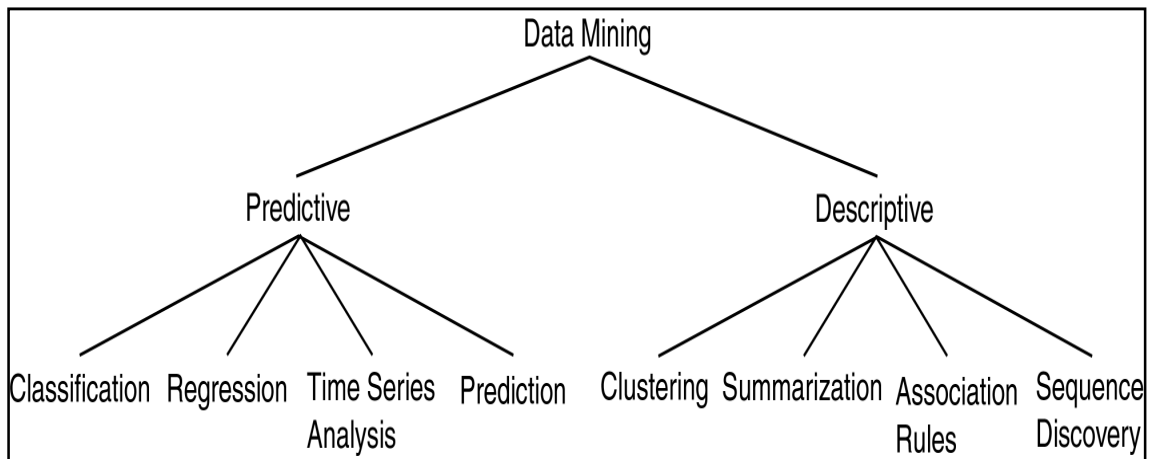 Data Mining
Predictive
Descriptive
Classification
Regression
Time Series
Analysis
Prediction
Clustering
Summarization
Association
Rules
Sequence
Discovery